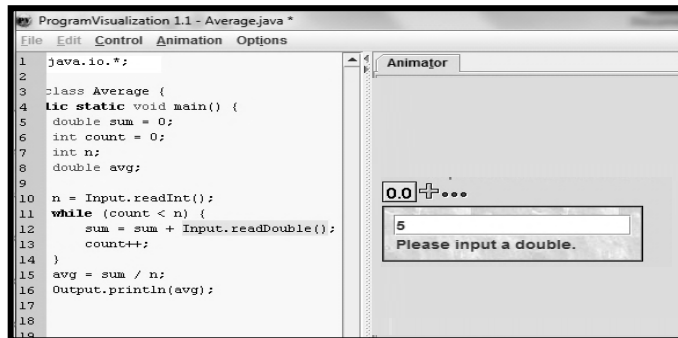 ProgramVisualization 1.1 - Average.java *
File Edit Control Animation Options
1 java.io.*;
2
3 class Average {
4 lic static void main() {
5 double sum = 0;
6 int count = 0;
7 int n;
8 double avg;
9
10 n = Input.readInt();
11 while (count < n) {
12 sum = sum + Input.readDouble();
13 count++;
14 }
15 avg = sum / n;
16 Output.println(avg);
17
18
19
Animator
0.0 + ...
5
Please input a double.